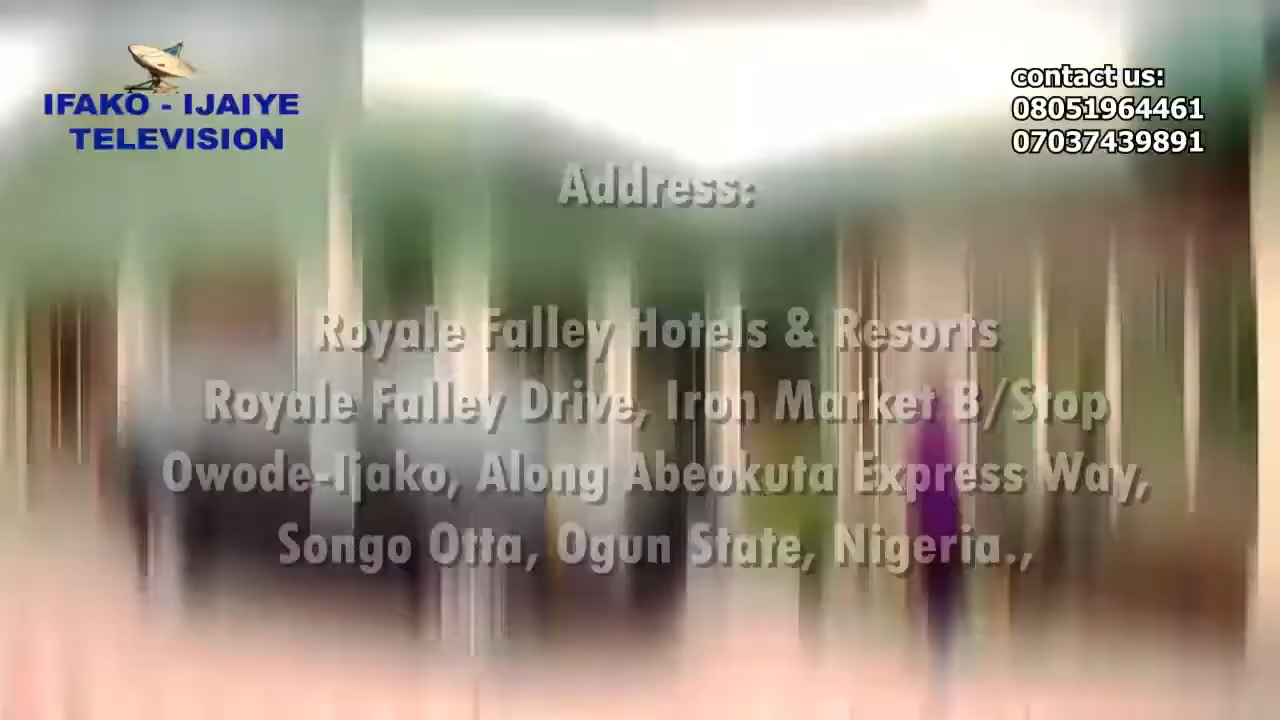 IFAKO - IJAIYE
TELEVISION
contact us:
08051964461
07037439891
Address:
Royale Falley Hotels & Resorts
Royale Falley Drive, Iron Market B/Stop
Owode-Ijako, Along Abeokuta Express Way,
Songo Otta, Ogun State, Nigeria.,